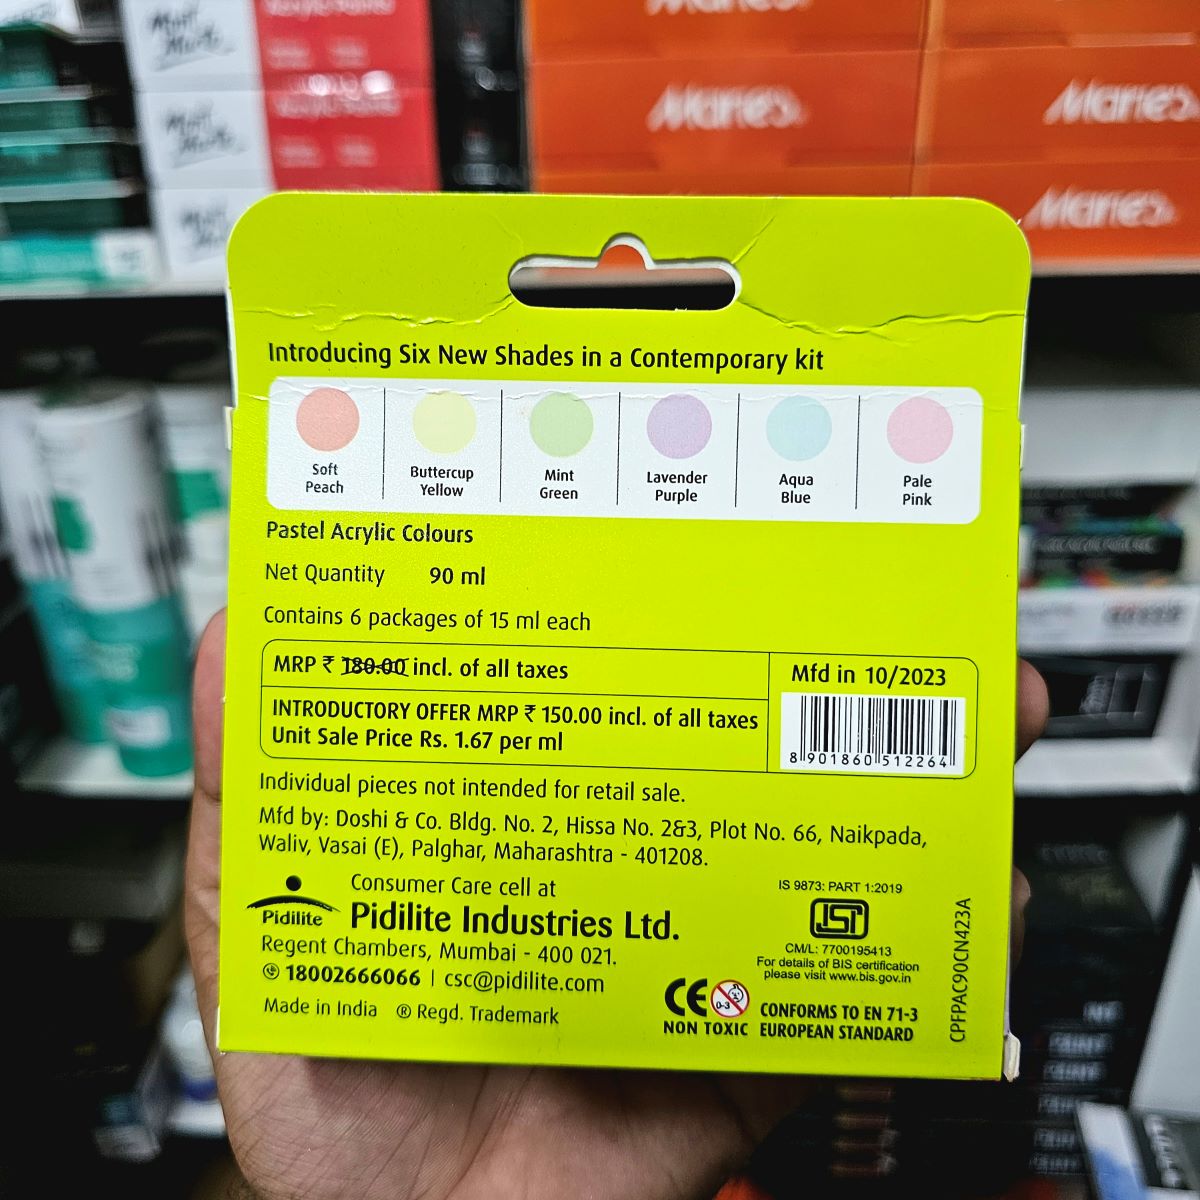 Mont Marte
Mont Marte
Maries.
Maries.
Maries.
Introducing Six New Shades in a Contemporary kit
Soft Peach
Buttercup Yellow
Mint Green
Lavender Purple
Aqua Blue
Pale Pink
Pastel Acrylic Colours
Net Quantity 90 ml
Contains 6 packages of 15 ml each
MRP ₹ 180.00 incl. of all taxes
INTRODUCTORY OFFER MRP ₹ 150.00 incl. of all taxes
Unit Sale Price Rs. 1.67 per ml
Mfd in 10/2023
8 901860 512264
Individual pieces not intended for retail sale.
Mfd by: Doshi & Co. Bldg. No. 2, Hissa No. 2&3, Plot No. 66, Naikpada,
Waliv, Vasai (E), Palghar, Maharashtra - 401208.
Pidilite
Consumer Care cell at
Pidilite Industries Ltd.
Regent Chambers, Mumbai - 400 021.
18002666066 | csc@pidilite.com
Made in India ® Regd. Trademark
IS 9873: PART 1:2019
ISI
CM/L: 7700195413
For details of BIS certification
please visit www.bis.gov.in
CE 0-3
NON TOXIC
CONFORMS TO EN 71-3
EUROPEAN STANDARD
CPFPAC90CN423A